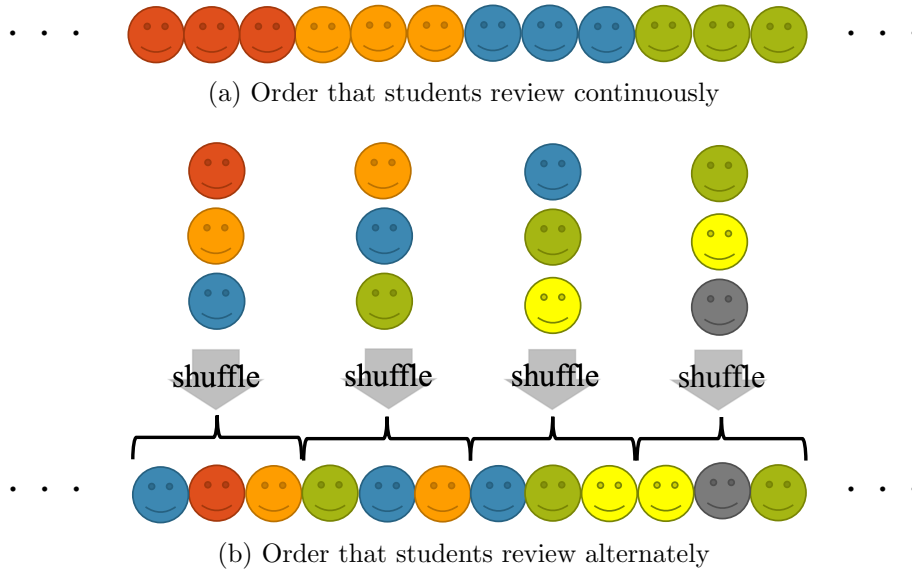 (a) Order that students review continuously
shuffle shuffle shuffle shuffle
(b) Order that students review alternately